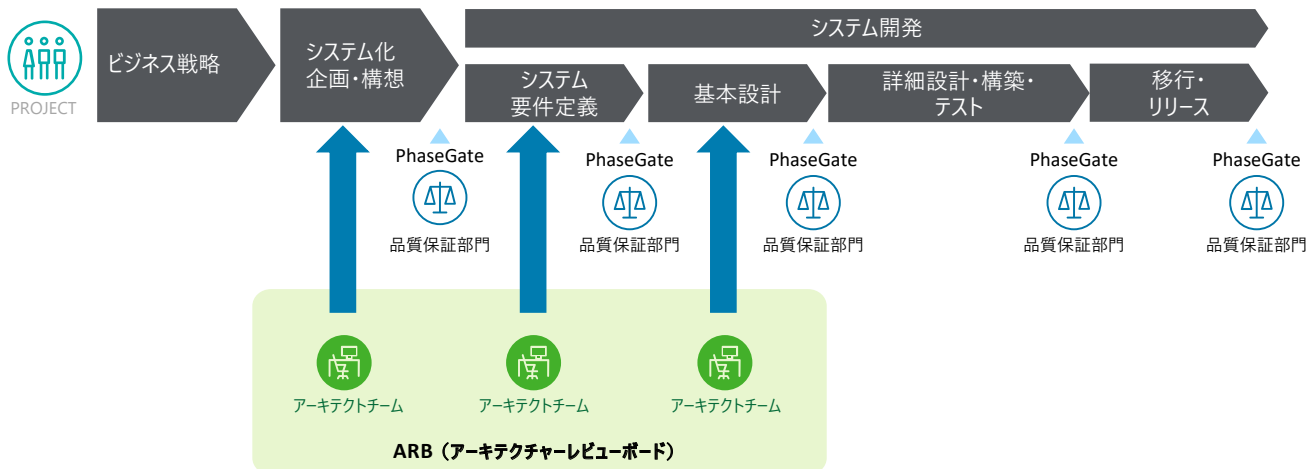 PROJECT
ビジネス戦略
システム化
企画・構想
システム開発
システム
要件定義
基本設計
詳細設計・構築・
テスト
移行・
リリース
PhaseGate
品質保証部門
PhaseGate
品質保証部門
PhaseGate
品質保証部門
PhaseGate
品質保証部門
PhaseGate
品質保証部門
アーキテクトチーム
アーキテクトチーム
アーキテクトチーム
ARB（アーキテクチャーレビューボード）